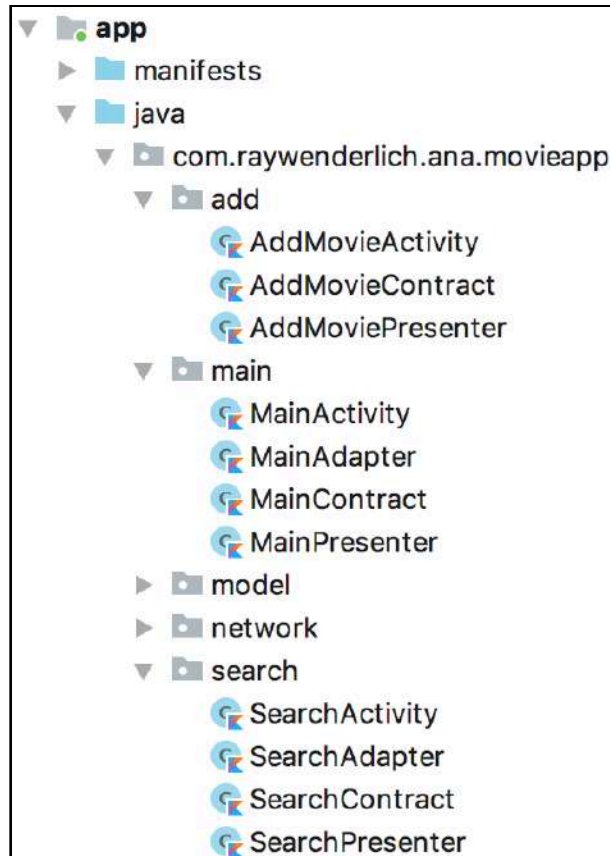 app
manifests
java
com.raywenderlich.ana.movieapp
add
AddMovieActivity
AddMovieContract
AddMoviePresenter
main
MainActivity
MainAdapter
MainContract
MainPresenter
model
network
search
SearchActivity
SearchAdapter
SearchContract
SearchPresenter